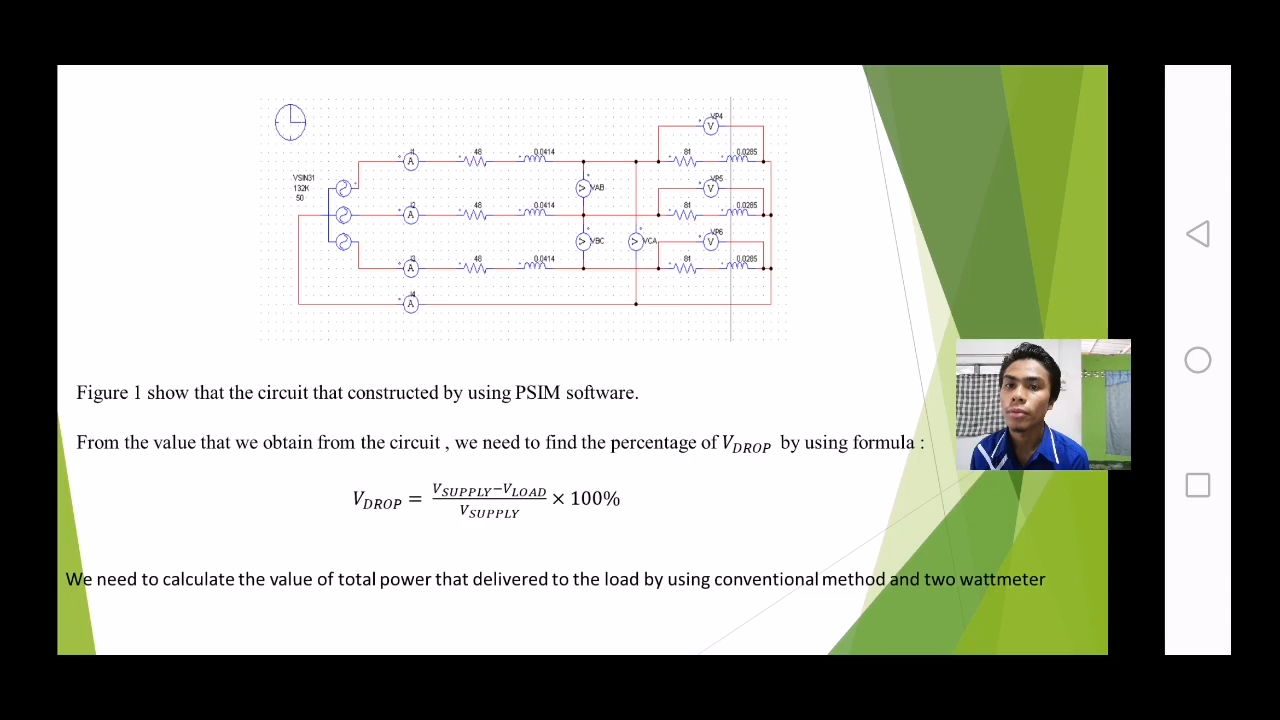 VP4
I1 48 0.0414 81 0.0285
VSIN31
132K
50
VAB
VP5
I2 48 0.0414 81 0.0285
VBC VCA
VP6
I3 48 0.0414 81 0.0285
I4
Figure 1 show that the circuit that constructed by using PSIM software.
From the value that we obtain from the circuit , we need to find the percentage of V_DROP by using formula :
V_DROP = (V_SUPPLY−V_LOAD)/V_SUPPLY × 100%
We need to calculate the value of total power that delivered to the load by using conventional method and two wattmeter